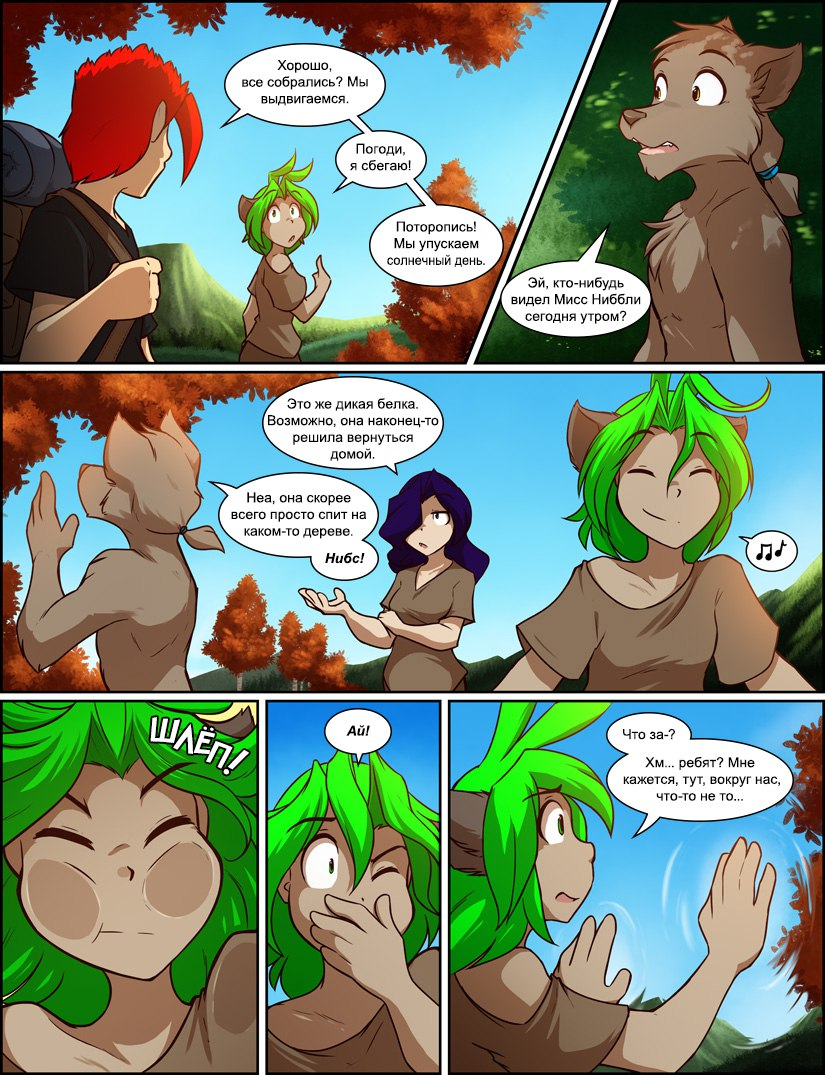 Хорошо,
все собрались? Мы
выдвигаемся.
Погоди,
я сбегаю!
Поторопись!
Мы упускаем
солнечный день.
Эй, кто-нибудь
видел Мисс Ниббли
сегодня утром?
Это же дикая белка.
Возможно, она наконец-то
решила вернуться
домой.
Неа, она скорее
всего просто спит на
каком-то дереве.
Нибс!
ШЛЁП!
Ай!
Что за-?
Хм... ребят? Мне
кажется, тут, вокруг нас,
что-то не то...